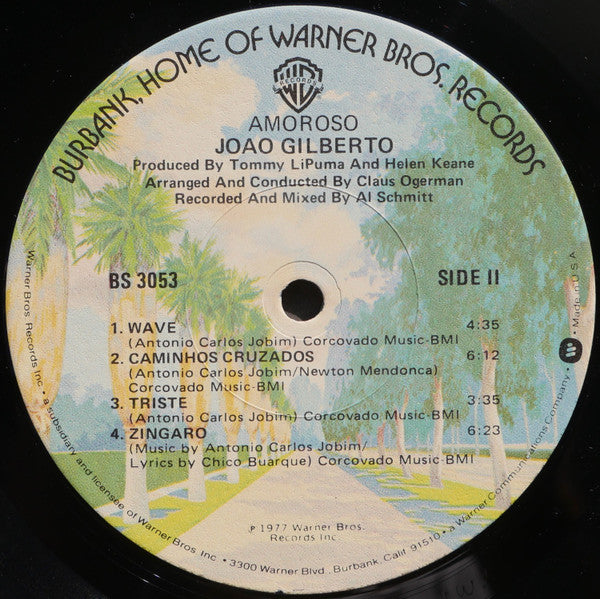 BURBANK, HOME OF WARNER BROS. RECORDS
WB
RECORDS
AMOROSO
JOAO GILBERTO
Produced By Tommy LiPuma And Helen Keane
Arranged And Conducted By Claus Ogerman
Recorded And Mixed By Al Schmitt
BS 3053
SIDE II
1. WAVE 4:35
(Antonio Carlos Jobim) Corcovado Music-BMI
2. CAMINHOS CRUZADOS 6:12
(Antonio Carlos Jobim/Newton Mendonca)
Corcovado Music-BMI
3. TRISTE 3:35
(Antonio Carlos Jobim) Corcovado Music-BMI
4. ZINGARO 6:23
(Music by Antonio Carlos Jobim/
Lyrics by Chico Buarque) Corcovado Music-BMI
℗ 1977 Warner Bros.
Records Inc.
Warner Bros. Records Inc. • a subsidiary and licensee of Warner Bros. Inc. • 3300 Warner Blvd., Burbank, Calif. 91510 • a Warner Communications Company. • Made in U.S.A.